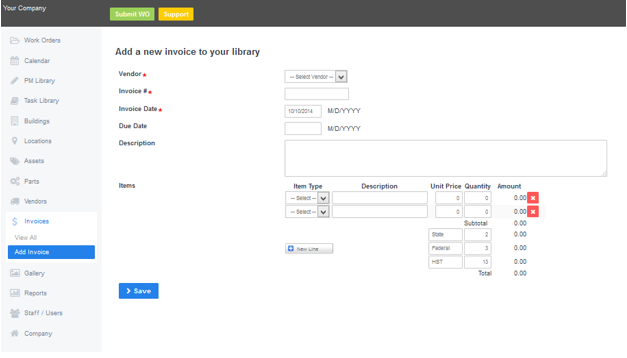 Your Company
Submit WO Support
Work Orders
Calendar
PM Library
Task Library
Buildings
Locations
Assets
Parts
Vendors
$ Invoices
View All
Add Invoice
Gallery
Reports
Staff / Users
Company
Add a new invoice to your library
Vendor*
-- Select Vendor --
Invoice #*
Invoice Date*
10/10/2014 M/D/YYYY
Due Date
M/D/YYYY
Description
Items
Item Type Description Unit Price Quantity Amount
-- Select -- 0 0 0.00
-- Select -- 0 0 0.00
Subtotal 0.00
State 2 0.00
New Line Federal 3 0.00
HST 13 0.00
Total 0.00
Save